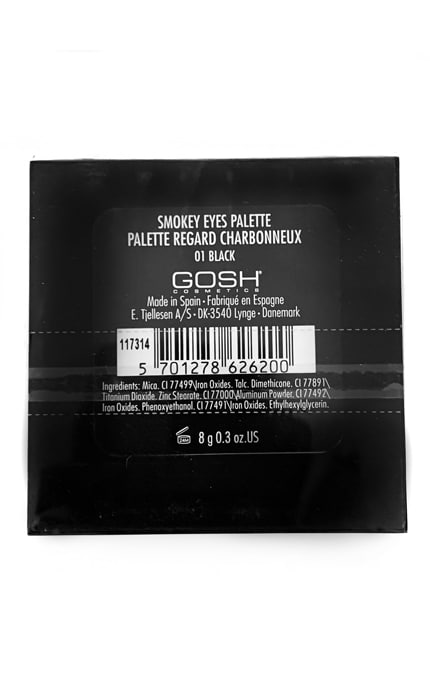 SMOKEY EYES PALETTE
PALETTE REGARD CHARBONNEUX
01 BLACK
GOSH®
COSMETICS
Made in Spain • Fabriqué en Espagne
E. Tjellesen A/S • DK-3540 Lynge • Danemark
117314
5 701278 626200
Ingredients: Mica. CI 77499\Iron Oxides. Talc. Dimethicone. CI 77891\
Titanium Dioxide. Zinc Stearate. CI 77000\Aluminum Powder. CI 77492\
Iron Oxides. Phenoxyethanol. CI 77491\Iron Oxides. Ethylhexylglycerin.
24M 8 g 0.3 oz.US